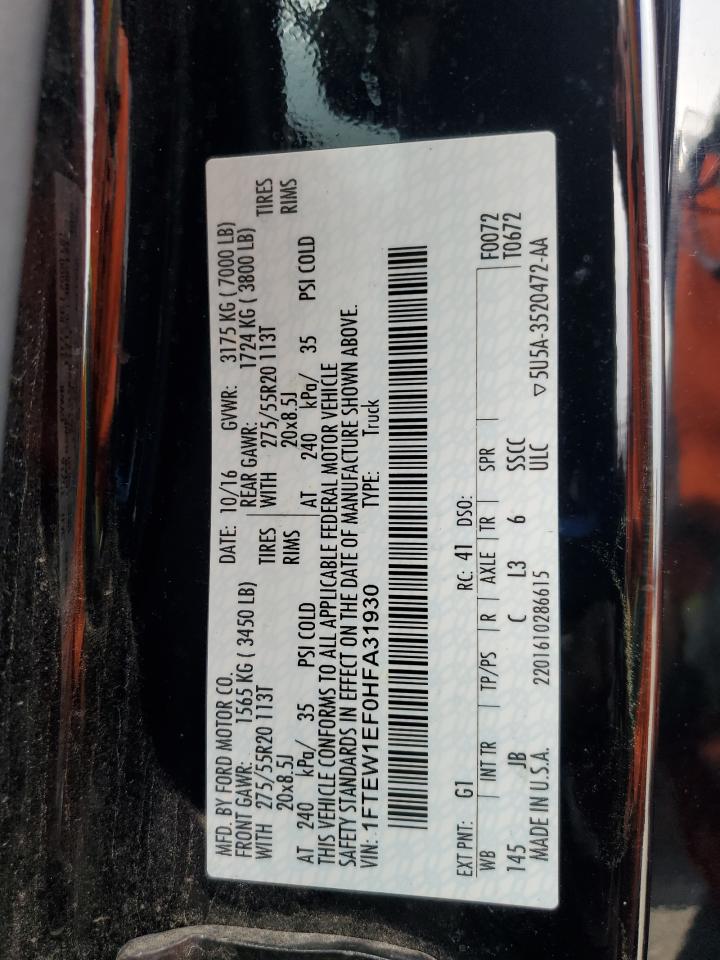 MFD. BY FORD MOTOR CO. DATE: 10/16 GVWR: 3175 KG ( 7000 LB)
FRONT GAWR: 1565 KG ( 3450 LB) REAR GAWR: 1724 KG ( 3800 LB)
WITH 275/55R20 113T TIRES WITH 275/55R20 113T TIRES
20x8.5J RIMS 20x8.5J RIMS
AT 240 kPa/ 35 PSI COLD AT 240 kPa/ 35 PSI COLD
THIS VEHICLE CONFORMS TO ALL APPLICABLE FEDERAL MOTOR VEHICLE
SAFETY STANDARDS IN EFFECT ON THE DATE OF MANUFACTURE SHOWN ABOVE.
VIN: 1FTEW1EF0HFA31930 TYPE: Truck
EXT PNT: G1 RC: 41 DSO: F0072
WB INT TR TP/PS R AXLE TR SPR T0672
145 JB C L3 6 SSCC
ULC
MADE IN U.S.A. 2201610286615 ▽ 5U5A-3520472-AA